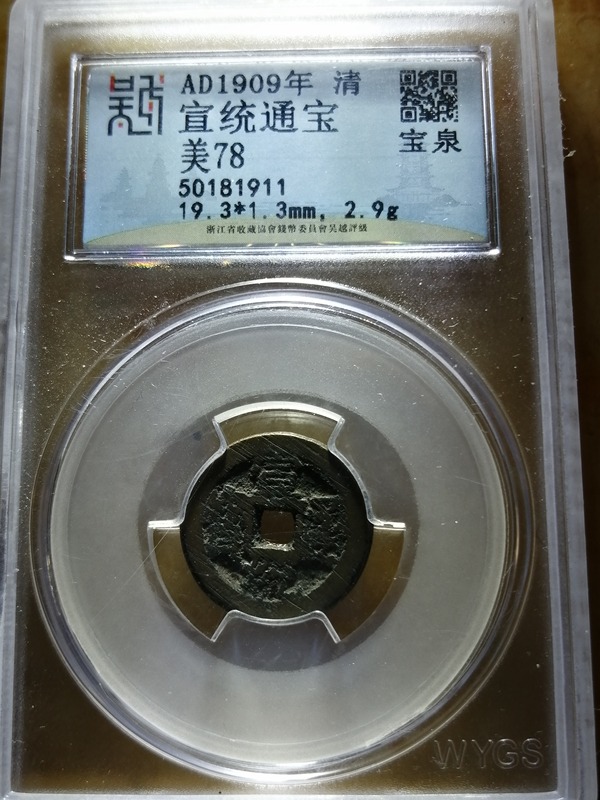 AD1909年 清
宣统通宝
美78
50181911
19.3*1.3mm, 2.9g
宝泉
浙江省收藏協會錢幣委員會吴越評級
宣
WYGS